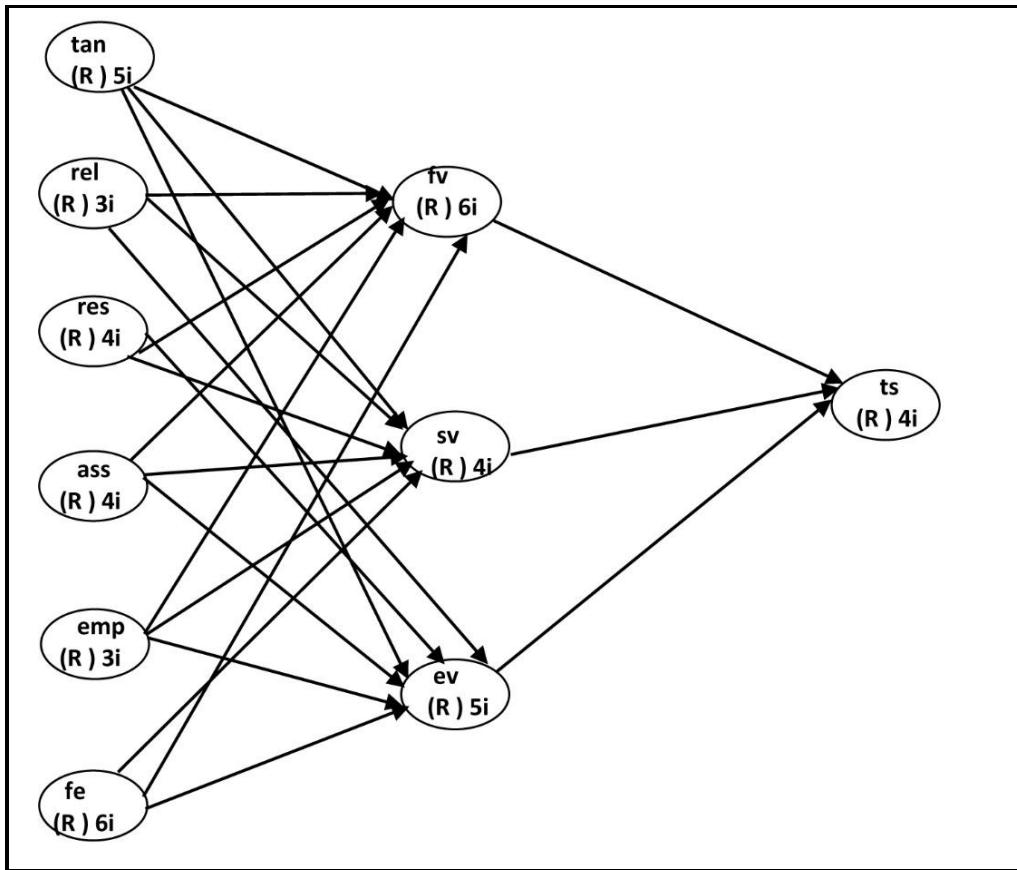 tan
(R ) 5i
rel
(R ) 3i
res
(R ) 4i
ass
(R ) 4i
emp
(R ) 3i
fe
(R ) 6i
fv
(R ) 6i
sv
(R ) 4i
ev
(R ) 5i
ts
(R ) 4i